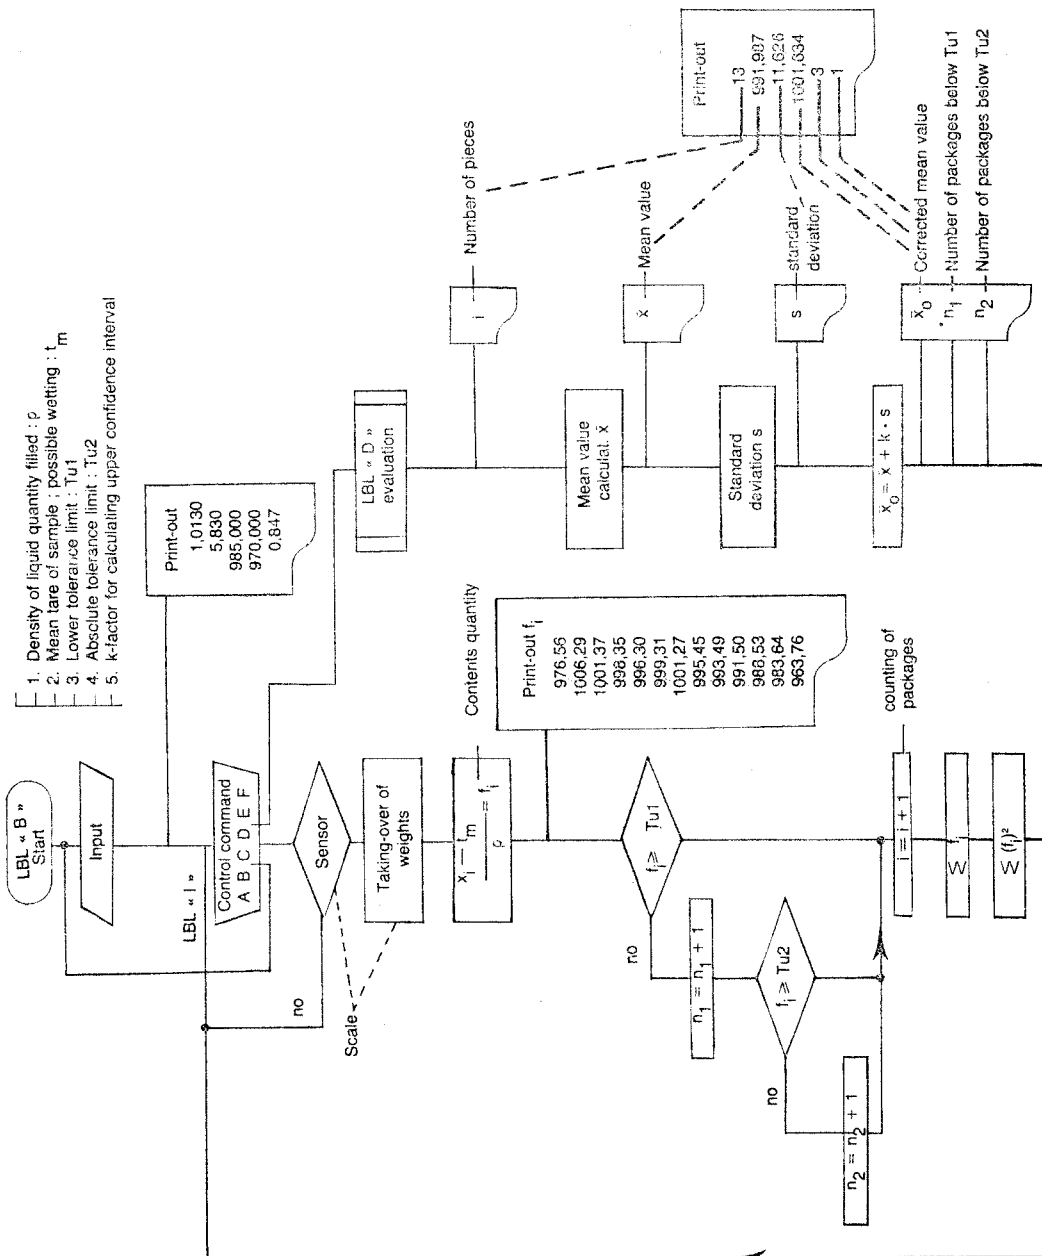 1. Density of liquid quantity filled : ρ
2. Mean tare of sample ; possible wetting : t_m
3. Lower tolerance limit : Tu1
4. Absolute tolerance limit : Tu2
5. k-factor for calculating upper confidence interval
LBL « B »
Start
Input
Print-out
1,0130
5,830
985,000
970,000
0,847
LBL « I »
Control command
A B C D E F
Sensor
no
Scale
Taking-over of
weights
x_i − t_m
ρ
= f_i
Contents quantity
Print-out f_i
976,56
1006,29
1001,37
998,35
996,30
999,31
1001,27
995,45
993,49
991,50
988,53
983,64
963,76
f_i ≥ Tu1
no
n_1 = n_1 + 1
f_i ≥ Tu2
no
n_2 = n_2 + 1
counting of
packages
i = i + 1
≤ f_i
≤ (f_i)²
LBL « D »
evaluation
i
Number of pieces
Mean value
calculat. x̄
x̄
Mean value
Standard
daviation s
s
standard
deviation
x̄_0 = x̄ + k · s
x̄_0
Corrected mean value
n_1
Number of packages below Tu1
n_2
Number of packages below Tu2
Print-out
13
991,987
11,626
1001,834
3
1